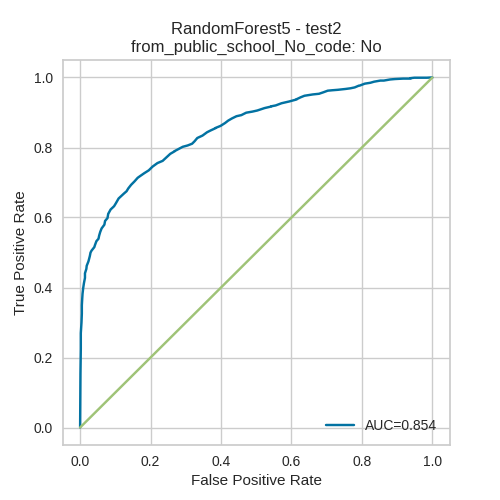 RandomForest5 - test2
from_public_school_No_code: No
1.0
0.8
0.6
0.4
0.2
0.0
True Positive Rate
AUC=0.854
0.0 0.2 0.4 0.6 0.8 1.0
False Positive Rate